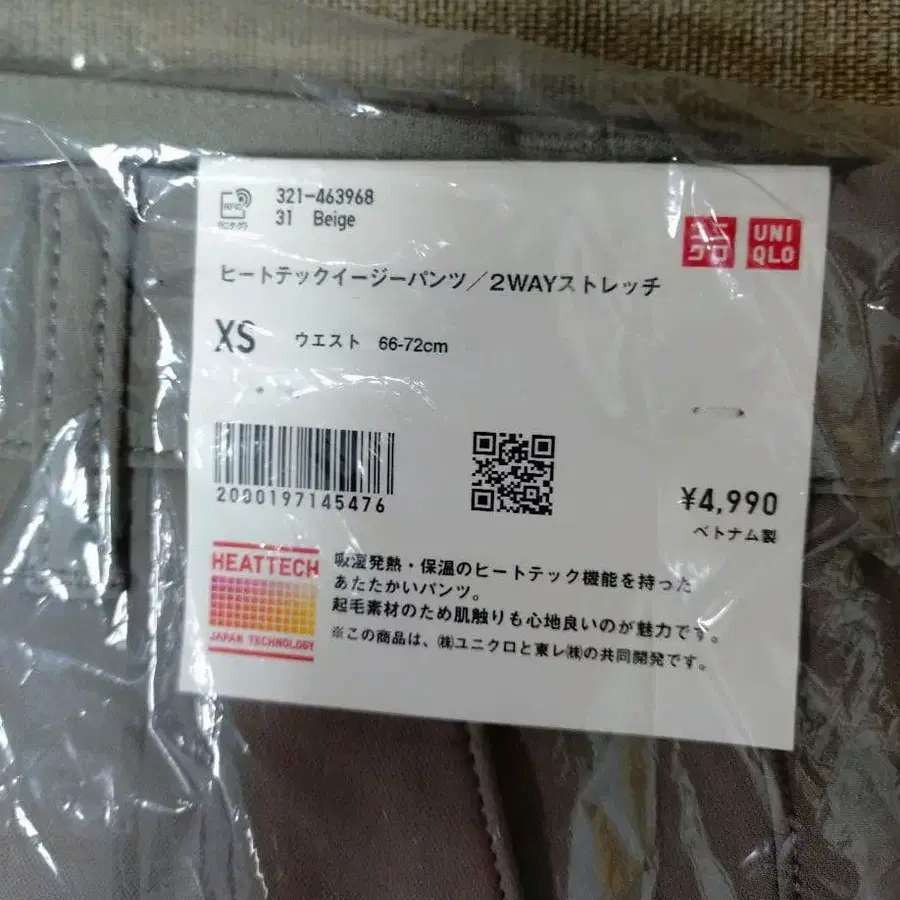 RFID
321-463968
31 Beige
ユニクロ
UNIQLO
ヒートテックイージーパンツ／2WAYストレッチ
XS ウエスト 66-72cm
2000197145476
¥4,990
ベトナム製
HEATTECH
JAPAN TECHNOLOGY
吸湿発熱・保温のヒートテック機能を持った
あたたかいパンツ。
起毛素材のため肌触りも心地良いのが魅力です。
※この商品は、㈱ユニクロと東レ㈱の共同開発です。